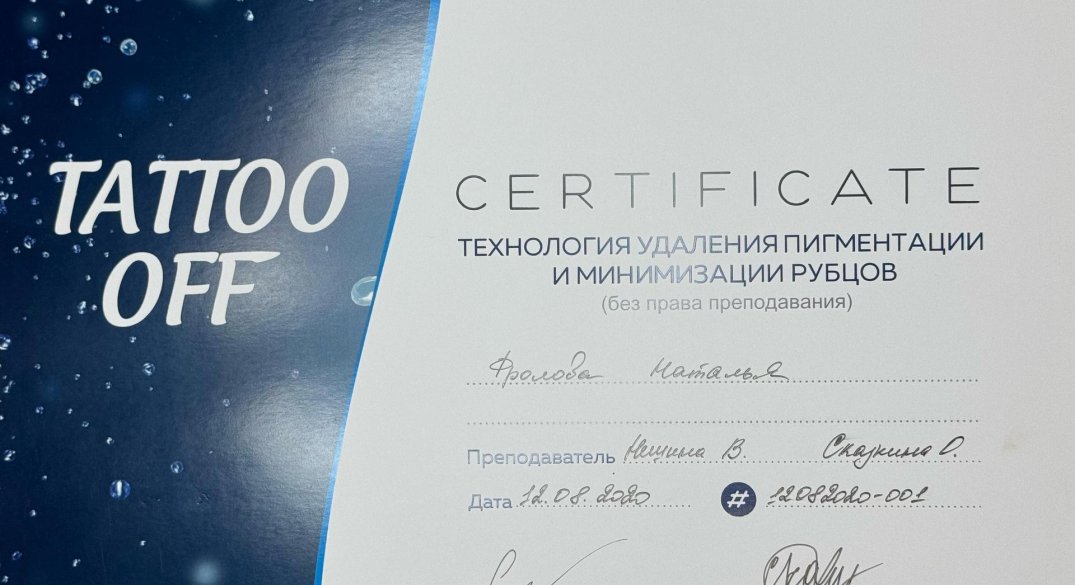 TATTOO
OFF
CERTIFICATE
ТЕХНОЛОГИЯ УДАЛЕНИЯ ПИГМЕНТАЦИИ
И МИНИМИЗАЦИИ РУБЦОВ
(без права преподавания)
Фролова Наталья
Преподаватель В. Сказкина О.
Дата 12.08.2020 # 12082020-001